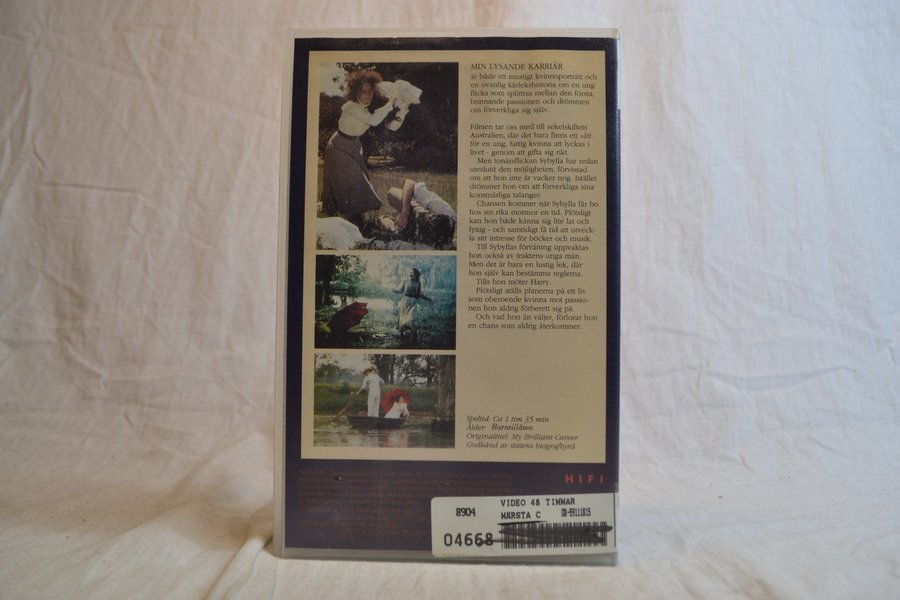 MIN LYSANDE KARRIÄR
är både ett mustigt kvinnoporträtt och
en ovanlig kärlekshistoria om en ung
flicka som splittras mellan den första,
brinnande passionen och drömmen
om förverkliga sig själv.
Filmen tar oss med till sekelskiftets
Australien, där det bara finns ett sätt
för en ung, fattig kvinna att lyckas i
livet - genom att gifta sig rikt.
Men tonårsflickan Sybylla har redan
uteslutit den möjligheten, förvissad
om att hon inte är vacker nog. Istället
drömmer hon om att förverkliga sina
konstnärliga talanger.
Chansen kommer när Sybylla får bo
hos sin rika mormor en tid. Plötsligt
kan hon både känna sig lite lat och
lyxig - och samtidigt få tid att utveck-
la sitt intresse för böcker och musik.
Till Sybyllas förvåning uppvaktas
hon också av traktens unga män.
Men det är bara en lustig lek, där
hon själv kan bestämma reglerna.
Tills hon möter Harry.
Plötsligt ställs planerna på ett liv
som oberoende kvinna mot passio-
nen hon aldrig förberett sig på.
Och vad hon än väljer, förlorar hon
en chans som aldrig återkommer.
Speltid: Ca 1 tim 35 min
Ålder: Barntillåten
Originaltitel: My Brilliant Career
Godkänd av statens biografbyrå
HIFI
8904 VIDEO 48 TIMMAR
MÄRSTA C 08-59111815
04668